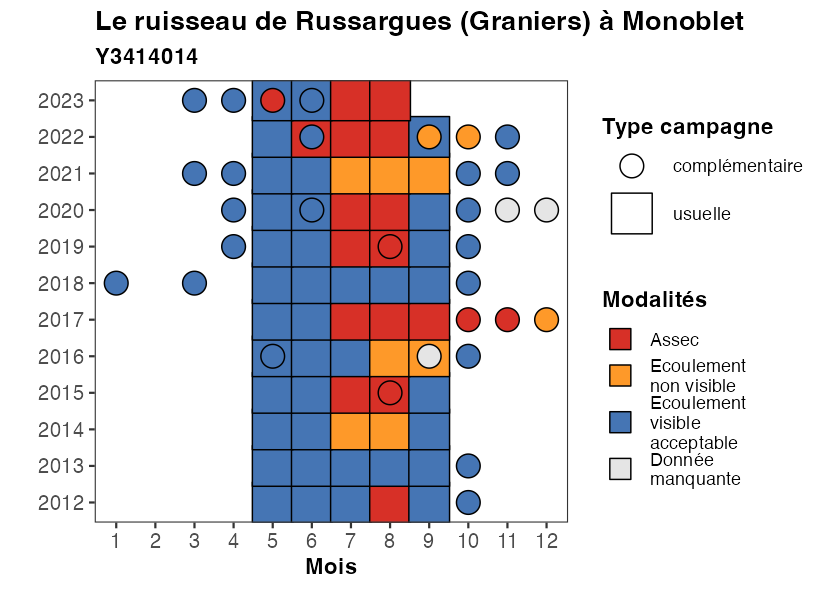 Le ruisseau de Russargues (Graniers) à Monoblet
Y3414014
2023
2022
2021
2020
2019
2018
2017
2016
2015
2014
2013
2012
1 2 3 4 5 6 7 8 9 10 11 12
Mois
Type campagne
complémentaire
usuelle
Modalités
Assec
Ecoulement
non visible
Ecoulement
visible
acceptable
Donnée
manquante